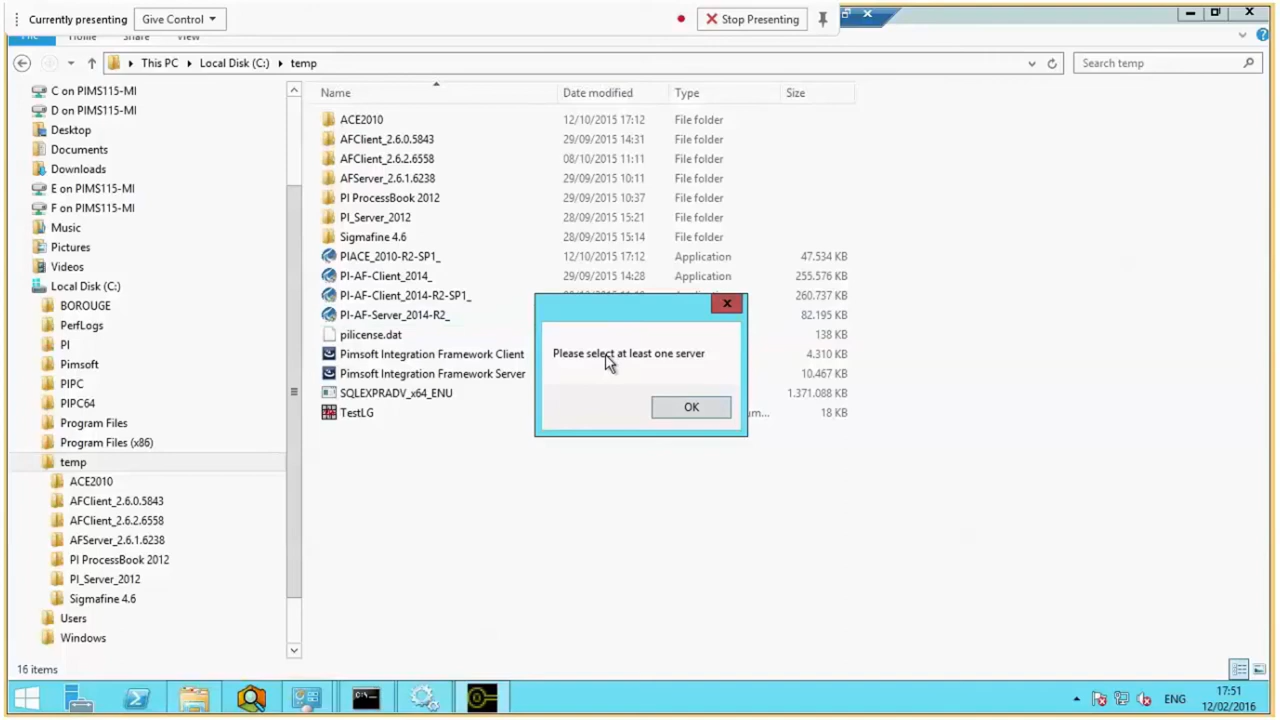 Currently presenting
Give Control
Stop Presenting
File
Home
Share
View
This PC
Local Disk (C:)
temp
Search temp
Name
Date modified
Type
Size
C on PIMS115-MI
D on PIMS115-MI
Desktop
Documents
Downloads
E on PIMS115-MI
F on PIMS115-MI
Music
Pictures
Videos
Local Disk (C:)
BOROUGE
PerfLogs
PI
Pimsoft
PIPC
PIPC64
Program Files
Program Files (x86)
temp
ACE2010
AFClient_2.6.0.5843
AFClient_2.6.2.6558
AFServer_2.6.1.6238
PI ProcessBook 2012
PI_Server_2012
Sigmafine 4.6
Users
Windows
ACE2010 12/10/2015 17:12 File folder
AFClient_2.6.0.5843 29/09/2015 14:31 File folder
AFClient_2.6.2.6558 08/10/2015 11:11 File folder
AFServer_2.6.1.6238 29/09/2015 10:11 File folder
PI ProcessBook 2012 29/09/2015 10:37 File folder
PI_Server_2012 28/09/2015 15:21 File folder
Sigmafine 4.6 28/09/2015 15:14 File folder
PIACE_2010-R2-SP1_ 12/10/2015 17:12 Application 47.534 KB
PI-AF-Client_2014_ 29/09/2015 14:28 Application 255.576 KB
PI-AF-Client_2014-R2-SP1_ 260.737 KB
PI-AF-Server_2014-R2_ 82.195 KB
pilicense.dat 138 KB
Pimsoft Integration Framework Client 4.310 KB
Pimsoft Integration Framework Server 10.467 KB
SQLEXPRADV_x64_ENU 1.371.088 KB
TestLG um... 18 KB
Please select at least one server
OK
16 items
ENG
17:51
12/02/2016